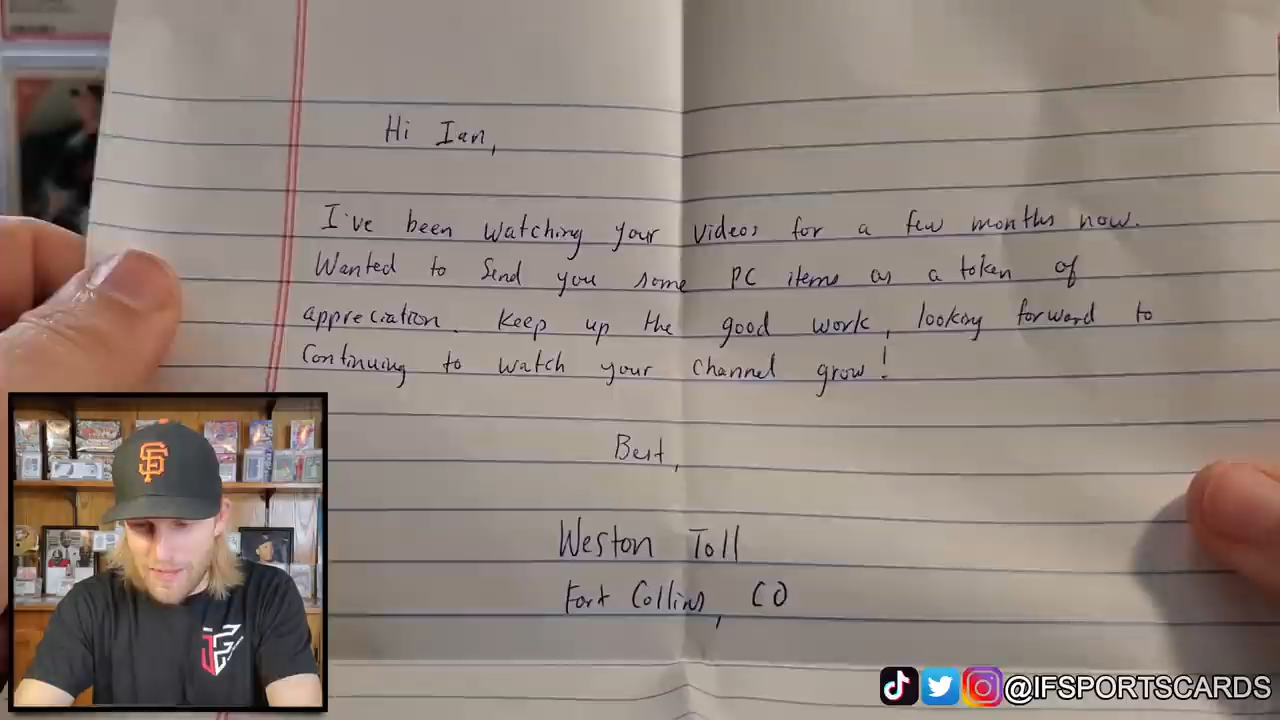 Hi Ian,
I've been watching your videos for a few months now.
Wanted to send you some PC items as a token of
appreciation. Keep up the good work, looking forward to
Continuing to watch your channel grow!
Best,
Weston Toll
Fort Collins, CO
SF
@IFSPORTSCARDS